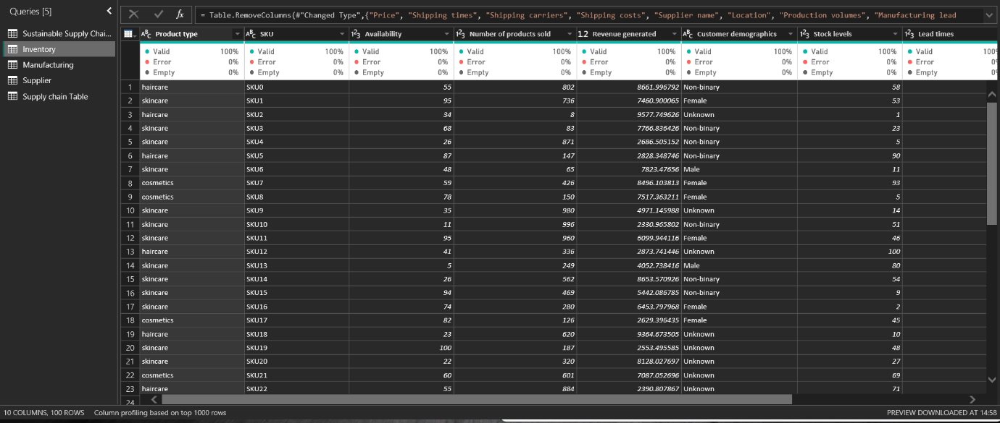 Queries [5]
= Table.RemoveColumns(#"Changed Type",{"Price", "Shipping times", "Shipping carriers", "Shipping costs", "Supplier name", "Location", "Production volumes", "Manufacturing lead
Sustainable Supply Chai...
Inventory
Manufacturing
Supplier
Supply chain Table
Product type SKU Availability Number of products sold Revenue generated Customer demographics Stock levels Lead times
Valid 100% Valid 100% Valid 100% Valid 100% Valid 100% Valid 100% Valid 100% Valid 100%
Error 0% Error 0% Error 0% Error 0% Error 0% Error 0% Error 0% Error 0%
Empty 0% Empty 0% Empty 0% Empty 0% Empty 0% Empty 0% Empty 0% Empty 0%
1 haircare SKU0 55 802 8661.996792 Non-binary 58
2 skincare SKU1 95 736 7460.900065 Female 53
3 haircare SKU2 34 8 9577.749626 Unknown 1
4 skincare SKU3 68 83 7766.836426 Non-binary 23
5 skincare SKU4 26 871 2686.505152 Non-binary 5
6 haircare SKU5 87 147 2828.348746 Non-binary 90
7 skincare SKU6 48 65 7823.47656 Male 11
8 cosmetics SKU7 59 426 8496.103813 Female 93
9 cosmetics SKU8 78 150 7517.363211 Female 5
10 skincare SKU9 35 980 4971.145988 Unknown 14
11 skincare SKU10 11 996 2330.965802 Non-binary 51
12 skincare SKU11 95 960 6099.944116 Female 46
13 haircare SKU12 41 336 2873.741446 Unknown 100
14 skincare SKU13 5 249 4052.738416 Male 80
15 skincare SKU14 26 562 8653.570926 Non-binary 54
16 skincare SKU15 94 469 5442.086785 Non-binary 9
17 skincare SKU16 74 280 6453.797968 Female 2
18 cosmetics SKU17 82 126 2629.396435 Female 45
19 haircare SKU18 23 620 9364.673505 Unknown 10
20 skincare SKU19 100 187 2553.495585 Unknown 48
21 skincare SKU20 22 320 8128.027697 Unknown 27
22 cosmetics SKU21 60 601 7087.052696 Unknown 69
23 haircare SKU22 55 884 2390.807867 Unknown 71
24
10 COLUMNS, 100 ROWS Column profiling based on top 1000 rows PREVIEW DOWNLOADED AT 14:58